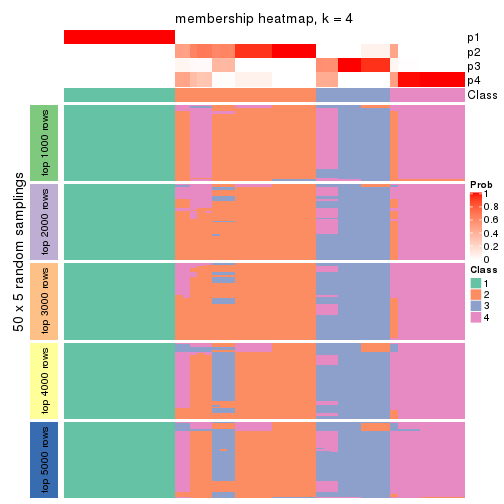 membership heatmap, k = 4
p1
p2
p3
p4
Class
50 x 5 random samplings
top 1000 rows
top 2000 rows
top 3000 rows
top 4000 rows
top 5000 rows
Prob
1
0.8
0.6
0.4
0.2
0
Class
1
2
3
4